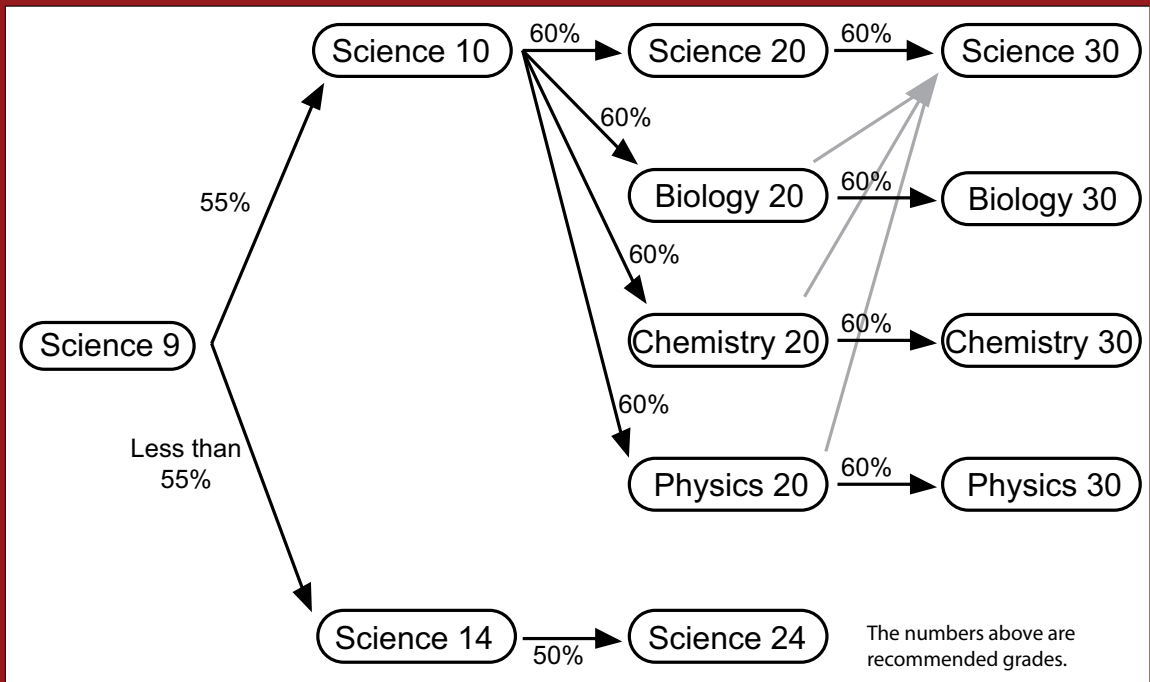 60%
60%
Science 10
Science 20
Science 30
60%
60%
Biology 20
Biology 30
55%
60%
60%
Science 9
Chemistry 20
Chemistry 30
60%
Less than
55%
60%
Physics 20
Physics 30
Science 14
Science 24
50%
The numbers above are
recommended grades.